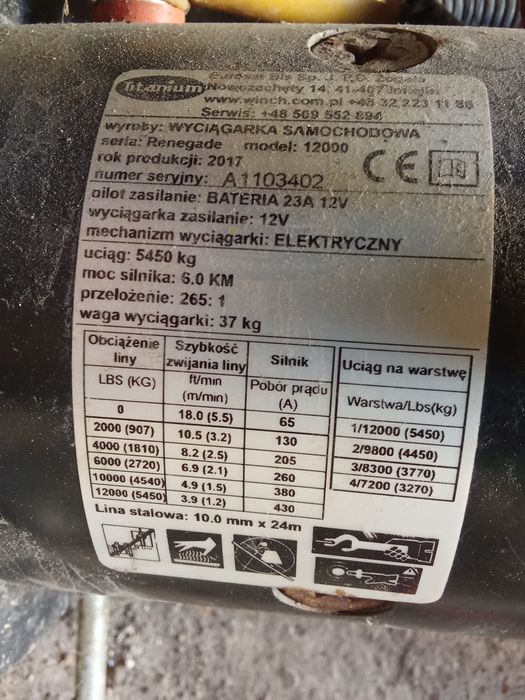 Titanium
Eurosat Bis Sp. J. P.B.
Nowozachęty 14, 41-407 Imielin
www.winch.com.pl +48 32 223 11 66
Serwis: +48 509 552 894
wyroby: WYCIĄGARKA SAMOCHODOWA
seria: Renegade model: 12000
rok produkcji: 2017
numer seryjny: A1103402
CE
pilot zasilanie: BATERIA 23A 12V
wyciągarka zasilanie: 12V
mechanizm wyciągarki: ELEKTRYCZNY
uciąg: 5450 kg
moc silnika: 6.0 KM
przełożenie: 265: 1
waga wyciągarki: 37 kg
Obciążenie liny Szybkość zwijania liny Silnik
LBS (KG) ft/min (m/min) Pobór prądu (A)
0 18.0 (5.5) 65
2000 (907) 10.5 (3.2) 130
4000 (1810) 8.2 (2.5) 205
6000 (2720) 6.9 (2.1) 260
10000 (4540) 4.9 (1.5) 380
12000 (5450) 3.9 (1.2) 430
Uciąg na warstwę
Warstwa/Lbs(kg)
1/12000 (5450)
2/9800 (4450)
3/8300 (3770)
4/7200 (3270)
Lina stalowa: 10.0 mm x 24m